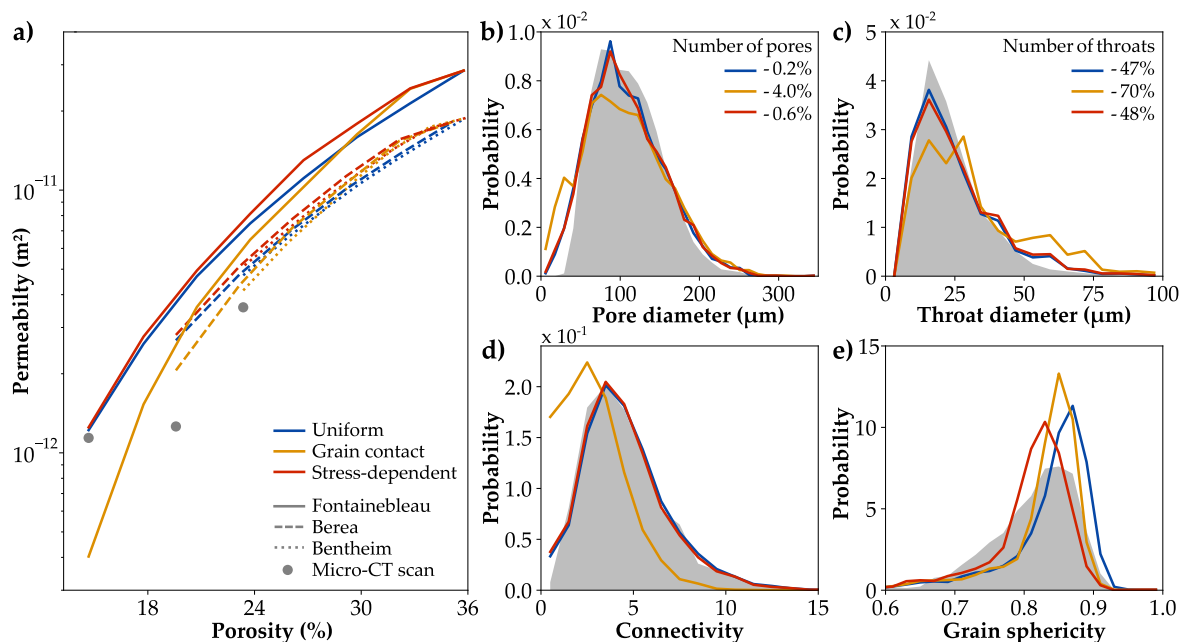 a)
Permeabilty (m²)
10⁻¹¹
10⁻¹²
18
24
30
36
Porosity (%)
Uniform
Grain contact
Stress-dependent
Fontainebleau
Berea
Bentheim
Micro-CT scan
b)
x 10⁻²
Probability
1.0
0.8
0.6
0.4
0.2
0.0
0
100
200
300
Pore diameter (μm)
Number of pores
-0.2%
-4.0%
-0.6%
c)
x 10⁻²
Probability
5
4
3
2
1
0
0
25
50
75
100
Throat diameter (μm)
Number of throats
-47%
-70%
-48%
d)
x 10⁻¹
Probability
2.0
1.5
1.0
0.5
0.0
0
5
10
15
Connectivity
e)
Probability
15
10
5
0
0.6
0.7
0.8
0.9
1.0
Grain sphericity